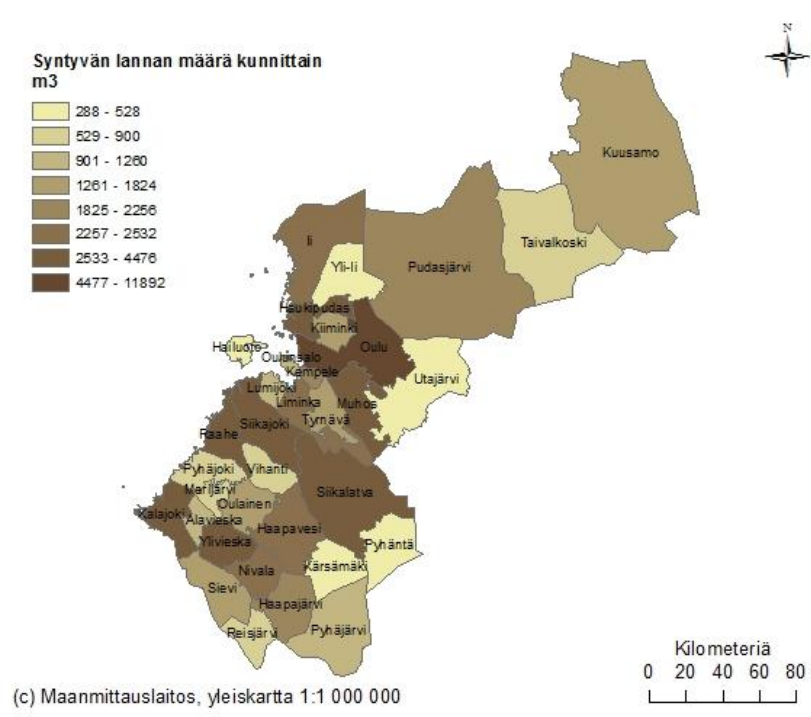 N
Syntyvän lannan määrä kunnittain
m3
288 - 528
529 - 900
901 - 1260
1261 - 1824
1825 - 2256
2257 - 2532
2533 - 4476
4477 - 11892
Kuusamo
Taivalkoski
Pudasjärvi
Ii
Yli-Ii
Haukipudas
Kiiminki
Oulu
Hailuoto
Oulunsalo
Kempele
Utajärvi
Lumijoki
Liminka
Muhos
Tyrnävä
Siikajoki
Raahe
Pyhäjoki
Vihanti
Merijärvi
Oulainen
Siikalatva
Kalajoki
Alavieska
Haapavesi
Ylivieska
Pyhäntä
Kärsämäki
Nivala
Sievi
Haapajärvi
Reisjärvi
Pyhäjärvi
Kilometeriä
0 20 40 60 80
(c) Maanmittauslaitos, yleiskartta 1:1 000 000